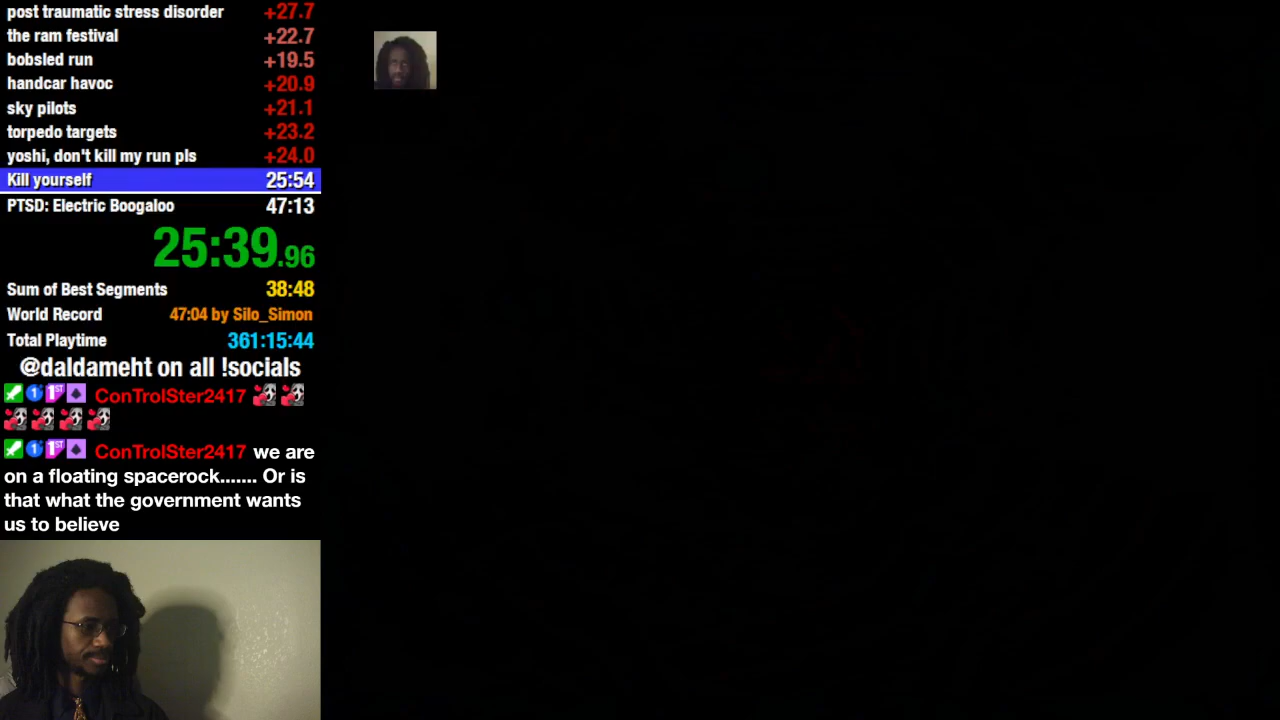 post traumatic stress disorder +27.7
the ram festival +22.7
bobsled run +19.5
handcar havoc +20.9
sky pilots +21.1
torpedo targets +23.2
yoshi, don't kill my run pls +24.0
Kill yourself 25:54
PTSD: Electric Boogaloo 47:13
25:39.96
Sum of Best Segments 38:48
World Record 47:04 by Silo_Simon
Total Playtime 361:15:44
@daldameht on all !socials
1 1ST ConTrolSter2417
1 1ST ConTrolSter2417 we are
on a floating spacerock....... Or is
that what the government wants
us to believe